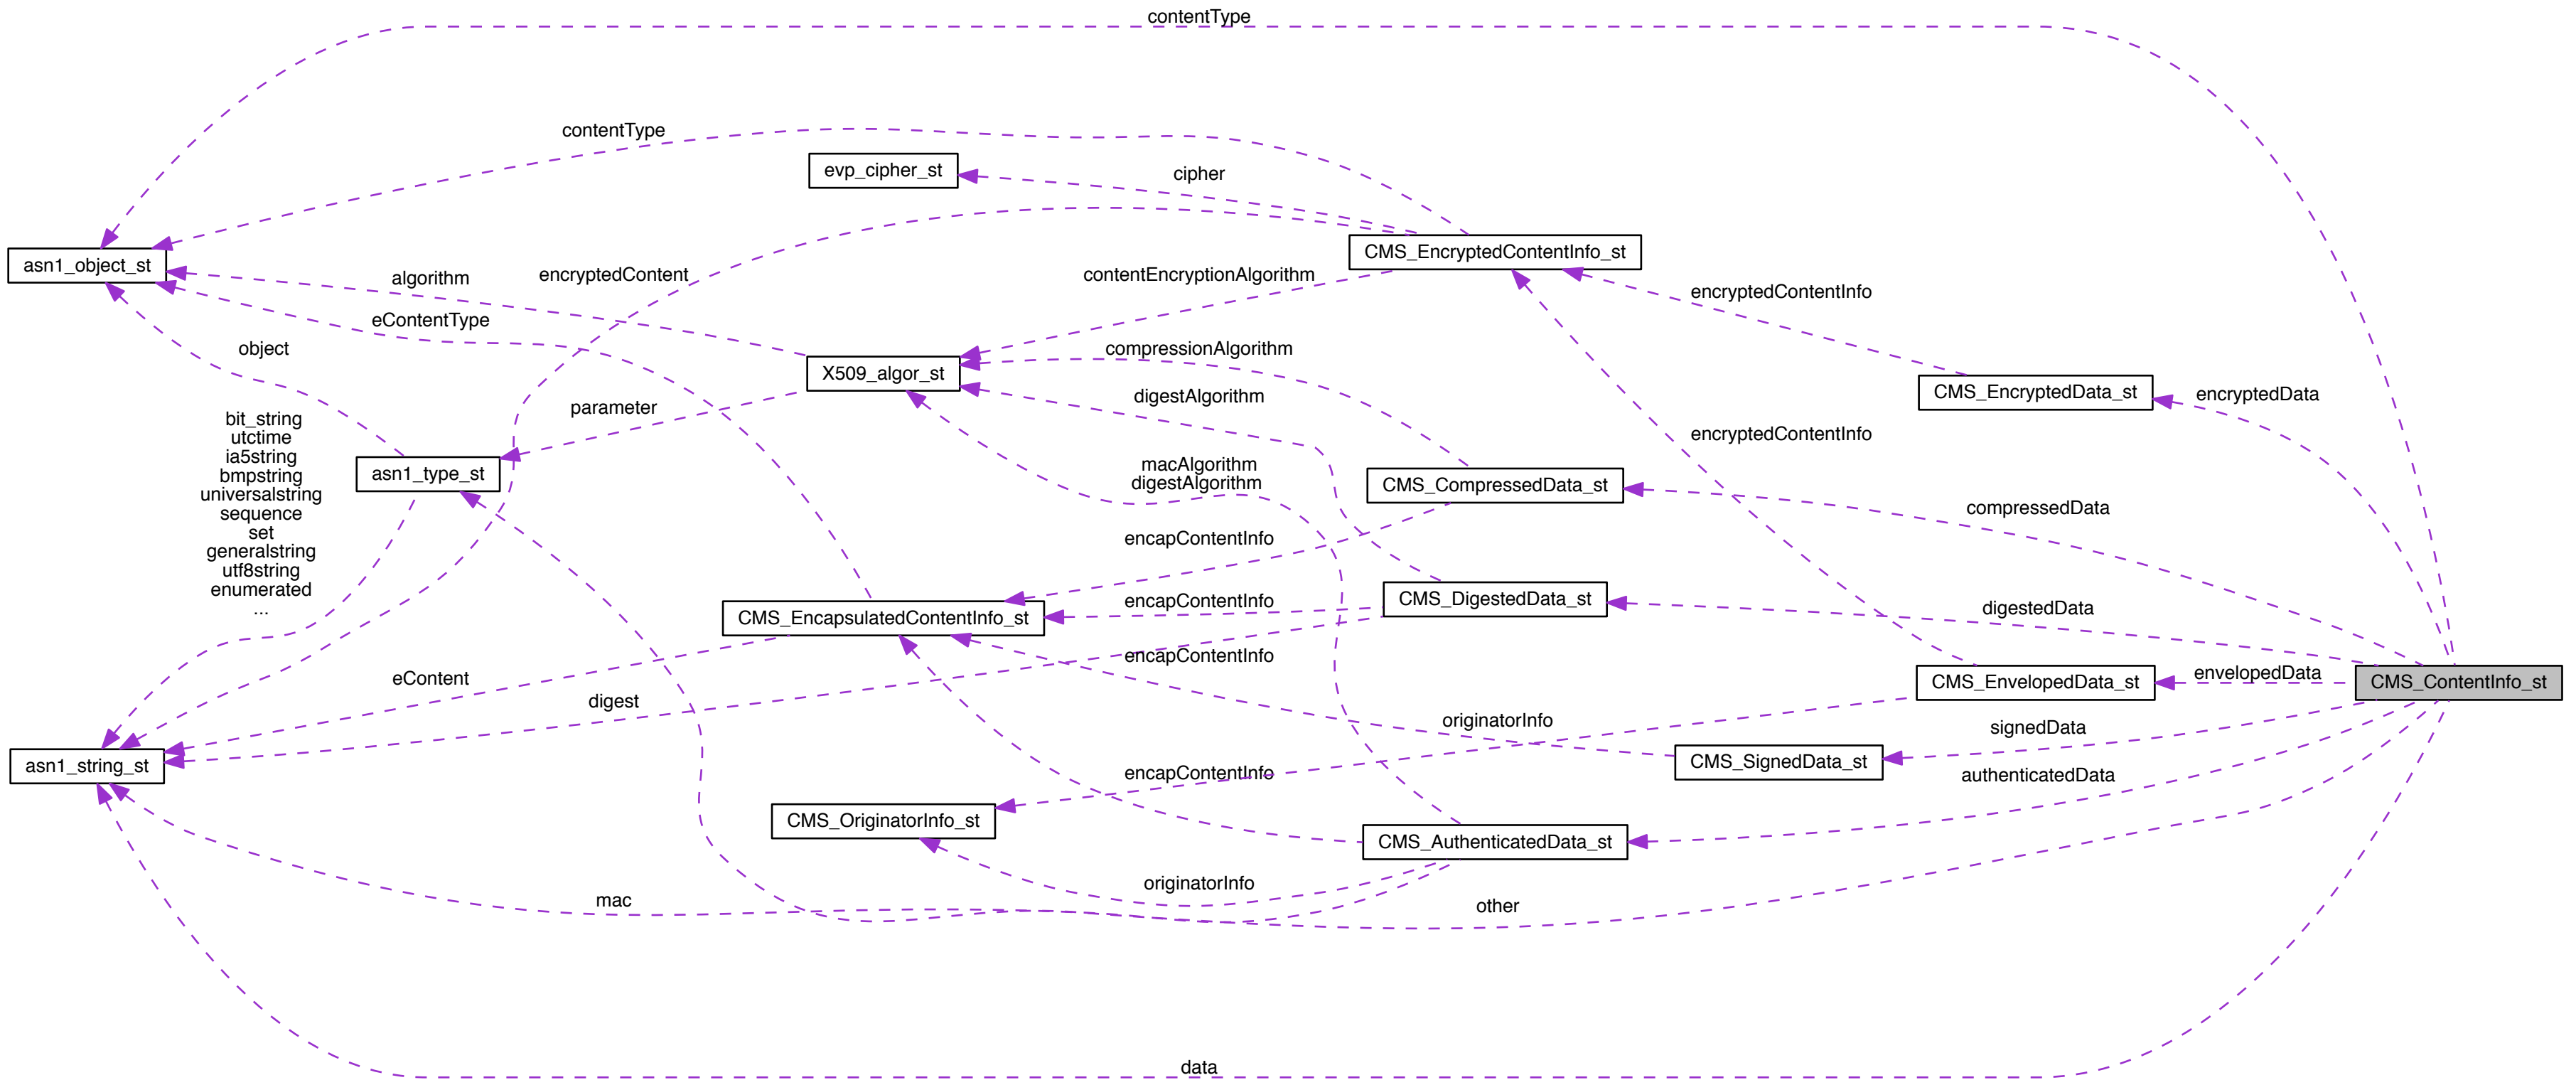 contentType
contentType
evp_cipher_st
cipher
asn1_object_st
CMS_EncryptedContentInfo_st
algorithm
encryptedContent
contentEncryptionAlgorithm
encryptedContentInfo
eContentType
object
compressionAlgorithm
X509_algor_st
digestAlgorithm
CMS_EncryptedData_st
encryptedData
parameter
bit_string
utctime
ia5string
bmpstring
universalstring
sequence
set
generalstring
utf8string
enumerated
...
encryptedContentInfo
asn1_type_st
macAlgorithm
digestAlgorithm
CMS_CompressedData_st
compressedData
encapContentInfo
CMS_EncapsulatedContentInfo_st
encapContentInfo
CMS_DigestedData_st
digestedData
encapContentInfo
eContent
CMS_EnvelopedData_st
envelopedData
CMS_ContentInfo_st
digest
originatorInfo
signedData
asn1_string_st
encapContentInfo
CMS_SignedData_st
authenticatedData
CMS_OriginatorInfo_st
CMS_AuthenticatedData_st
originatorInfo
mac
other
data